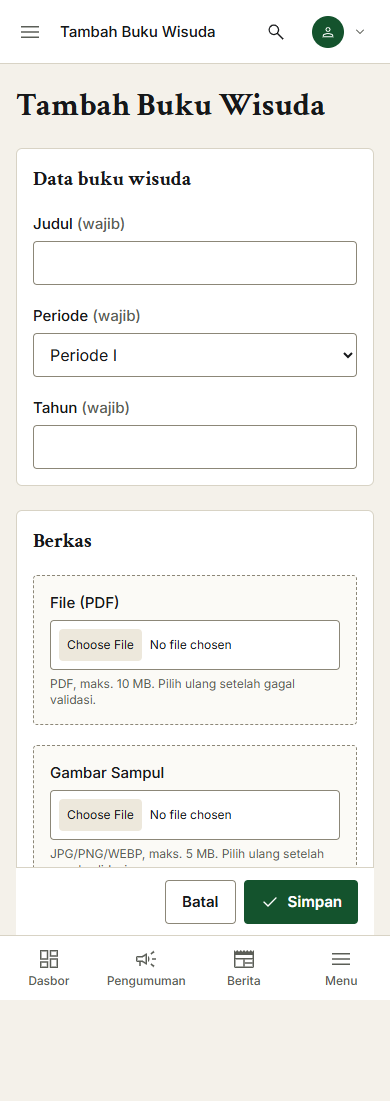 Tambah Buku Wisuda
Tambah Buku Wisuda
Data buku wisuda
Judul (wajib)
Periode (wajib)
Periode I
Tahun (wajib)
Berkas
File (PDF)
Choose File No file chosen
PDF, maks. 10 MB. Pilih ulang setelah gagal
validasi.
Gambar Sampul
Choose File No file chosen
JPG/PNG/WEBP, maks. 5 MB. Pilih ulang setelah
Batal Simpan
Dasbor Pengumuman Berita Menu